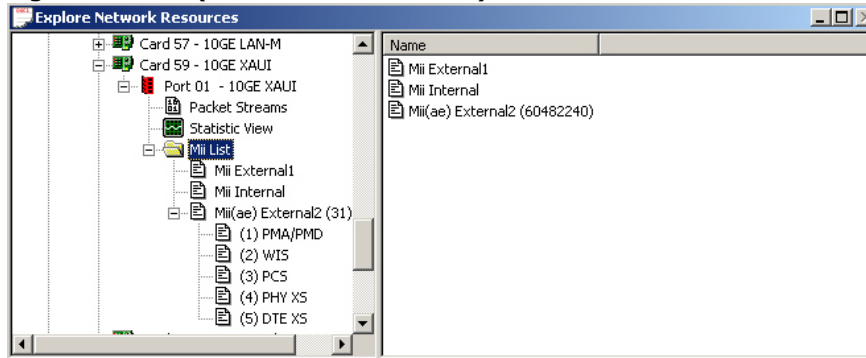 Explore Network Resources
Card 57 - 10GE LAN-M
Card 59 - 10GE XAUI
Port 01 - 10GE XAUI
Packet Streams
Statistic View
Mii List
Mii External1
Mii Internal
Mii(ae) External2 (31)
(1) PMA/PMD
(2) WIS
(3) PCS
(4) PHY XS
(5) DTE XS
Name
Mii External1
Mii Internal
Mii(ae) External2 (60482240)